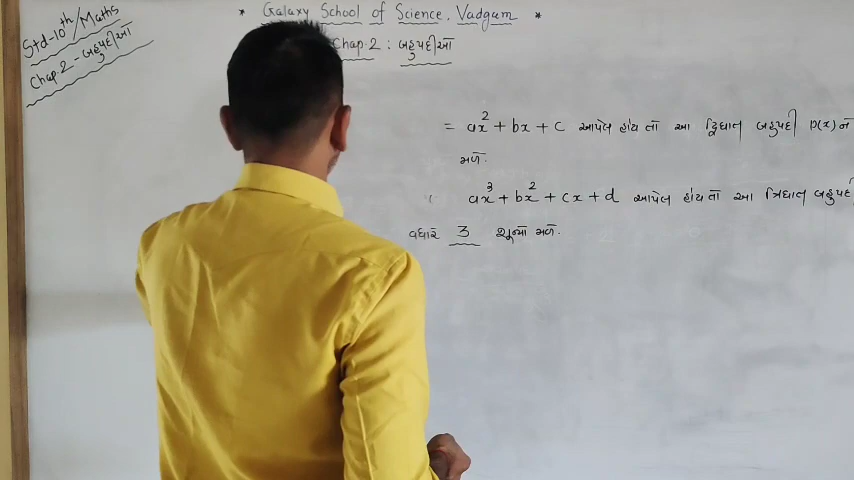 * Galaxy School of Science, Vadgam *
Std-10th/Maths
Chap.2 - બહુપદીઓ
Chap.2 : બહુપદીઓ
= ax² + bx + c આપેલ હોય તો આ દ્વિઘાત બહુપદી p(x)ને
મળે.
ax³ + bx² + cx + d આપેલ હોય તો આ ત્રિઘાત બહુપદી
વધારે 3 શૂન્યો મળે.